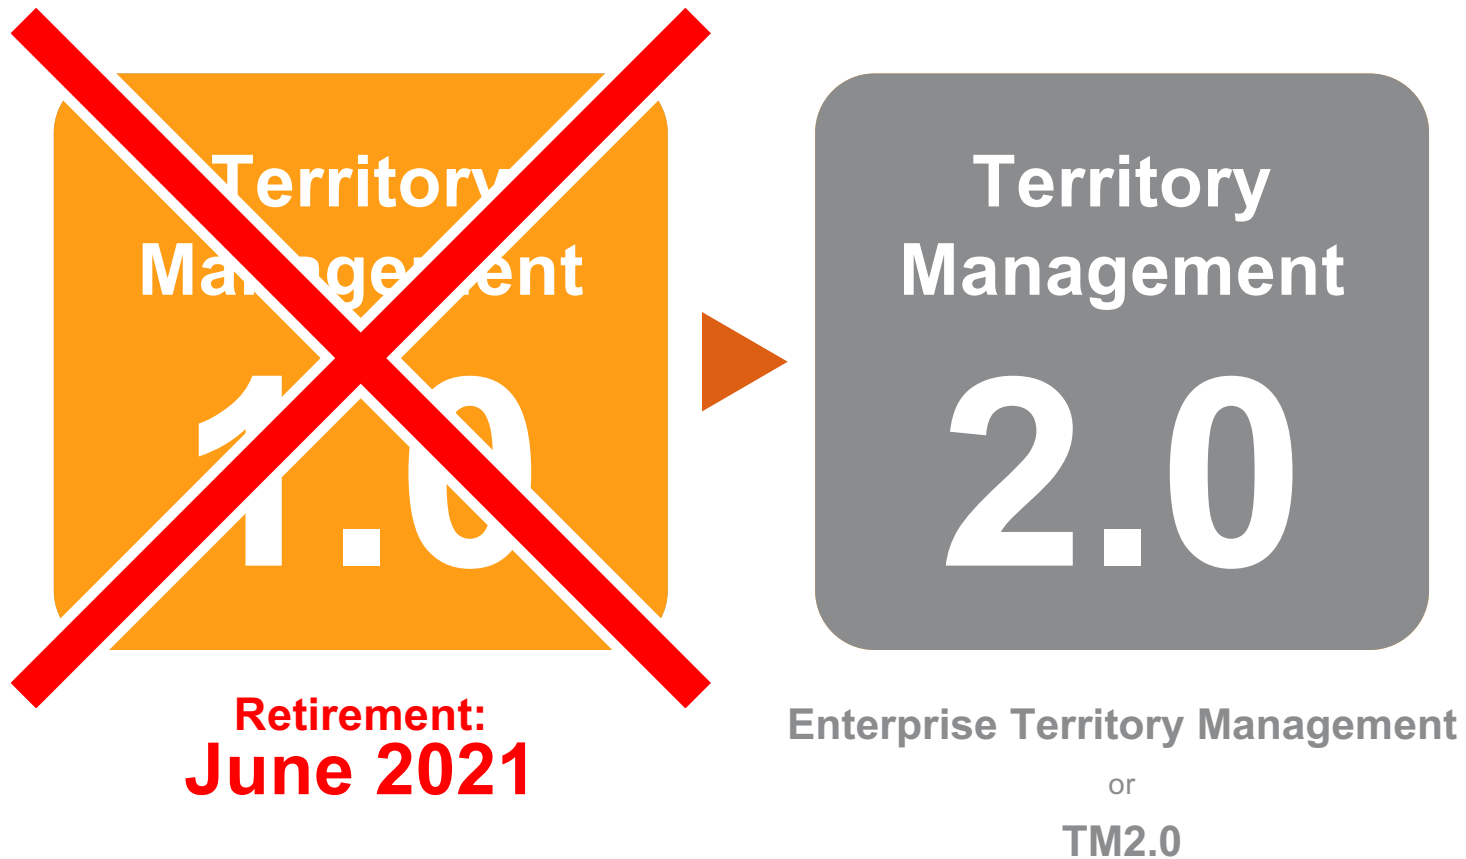 Territory
Management
1.0
Retirement:
June 2021
Territory
Management
2.0
Enterprise Territory Management
or
TM2.0